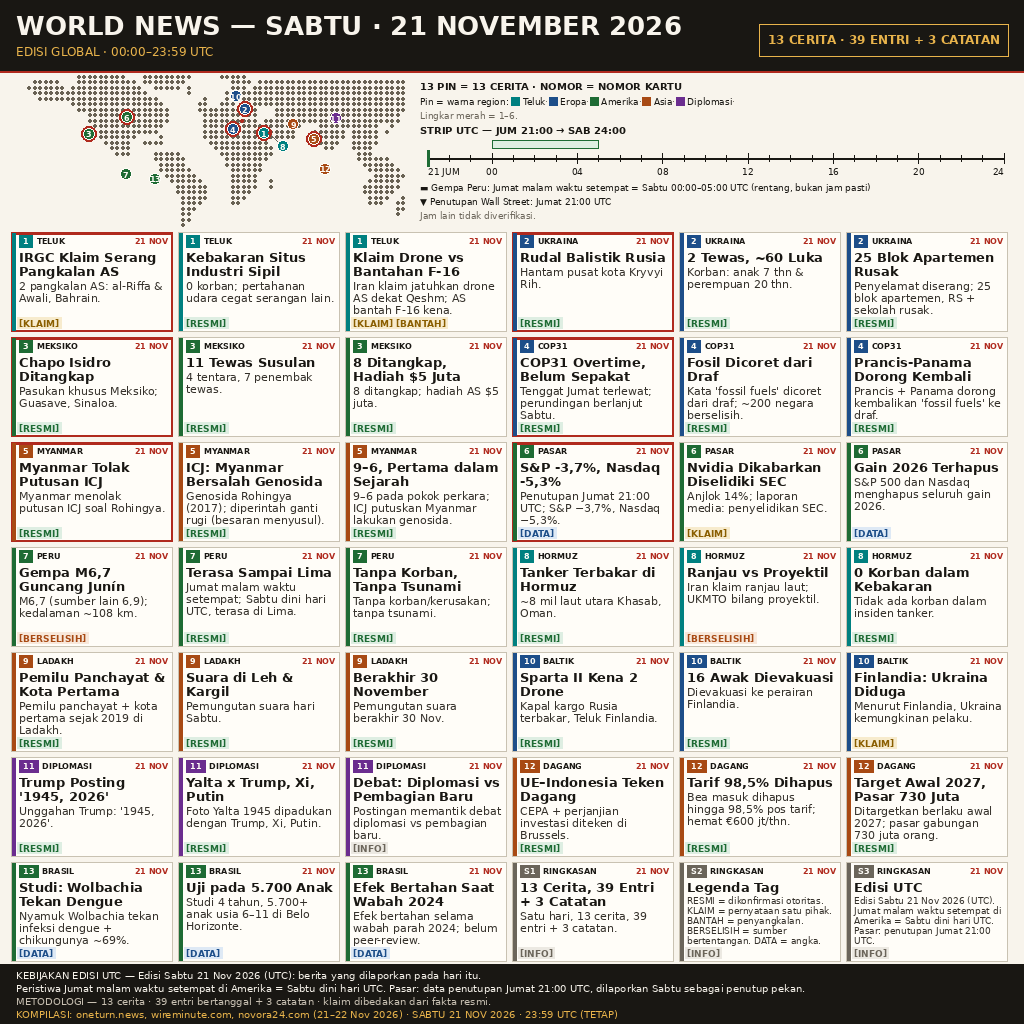 WORLD NEWS — SABTU · 21 NOVEMBER 2026
EDISI GLOBAL · 00:00–23:59 UTC
13 CERITA · 39 ENTRI + 3 CATATAN
13 PIN = 13 CERITA · NOMOR = NOMOR KARTU
Pin = warna region: Teluk· Eropa· Amerika· Asia· Diplomasi·
Lingkar merah = 1–6.
STRIP UTC — JUM 21:00 → SAB 24:00
21 JUM 00 04 08 12 16 20 24
▬ Gempa Peru: Jumat malam waktu setempat = Sabtu 00:00–05:00 UTC (rentang, bukan jam pasti)
▼ Penutupan Wall Street: Jumat 21:00 UTC
Jam lain tidak diverifikasi.
10
2
11
6
3
4
1
9
5
8
7
13
12
1 TELUK 21 NOV
IRGC Klaim Serang
Pangkalan AS
2 pangkalan AS: al-Riffa &
Awali, Bahrain.
[KLAIM]
1 TELUK 21 NOV
Kebakaran Situs
Industri Sipil
0 korban; pertahanan
udara cegat serangan lain.
[RESMI]
1 TELUK 21 NOV
Klaim Drone vs
Bantahan F-16
Iran klaim jatuhkan drone
AS dekat Qeshm; AS
bantah F-16 kena.
[KLAIM] [BANTAH]
2 UKRAINA 21 NOV
Rudal Balistik Rusia
Hantam pusat kota Kryvyi
Rih.
[RESMI]
2 UKRAINA 21 NOV
2 Tewas, ~60 Luka
Korban: anak 7 thn &
perempuan 20 thn.
[RESMI]
2 UKRAINA 21 NOV
25 Blok Apartemen
Rusak
Penyelamat diserang; 25
blok apartemen, RS +
sekolah rusak.
[RESMI]
3 MEKSIKO 21 NOV
Chapo Isidro
Ditangkap
Pasukan khusus Meksiko;
Guasave, Sinaloa.
[RESMI]
3 MEKSIKO 21 NOV
11 Tewas Susulan
4 tentara, 7 penembak
tewas.
[RESMI]
3 MEKSIKO 21 NOV
8 Ditangkap,
Hadiah $5 Juta
8 ditangkap; hadiah AS $5
juta.
[RESMI]
4 COP31 21 NOV
COP31 Overtime,
Belum Sepakat
Tenggat Jumat terlewat;
perundingan berlanjut
Sabtu.
[RESMI]
4 COP31 21 NOV
Fosil Dicoret dari
Draf
Kata 'fossil fuels' dicoret
dari draf; ~200 negara
berselisih.
[RESMI]
4 COP31 21 NOV
Prancis-Panama
Dorong Kembali
Prancis + Panama dorong
kembalikan 'fossil fuels' ke
draf.
[RESMI]
5 MYANMAR 21 NOV
Myanmar Tolak
Putusan ICJ
Myanmar menolak
putusan ICJ soal Rohingya.
[RESMI]
5 MYANMAR 21 NOV
ICJ: Myanmar
Bersalah Genosida
Genosida Rohingya
(2017); diperintah ganti
rugi (besaran menyusul).
[RESMI]
5 MYANMAR 21 NOV
9–6, Pertama dalam
Sejarah
9–6 pada pokok perkara;
ICJ putuskan Myanmar
lakukan genosida.
[RESMI]
6 PASAR 21 NOV
S&P -3,7%, Nasdaq
-5,3%
Penutupan Jumat 21:00
UTC; S&P −3,7%, Nasdaq
−5,3%.
[DATA]
6 PASAR 21 NOV
Nvidia Dikabarkan
Diselidiki SEC
Anjlok 14%; laporan
media: penyelidikan SEC.
[KLAIM]
6 PASAR 21 NOV
Gain 2026 Terhapus
S&P 500 dan Nasdaq
menghapus seluruh gain
2026.
[DATA]
7 PERU 21 NOV
Gempa M6,7
Guncang Junín
M6,7 (sumber lain 6,9);
kedalaman ~108 km.
[BERSELISIH]
7 PERU 21 NOV
Terasa Sampai Lima
Jumat malam waktu
setempat; Sabtu dini hari
UTC, terasa di Lima.
[RESMI]
7 PERU 21 NOV
Tanpa Korban,
Tanpa Tsunami
Tanpa korban/kerusakan;
tanpa tsunami.
[RESMI]
8 HORMUZ 21 NOV
Tanker Terbakar di
Hormuz
~8 mil laut utara Khasab,
Oman.
[RESMI]
8 HORMUZ 21 NOV
Ranjau vs Proyektil
Iran klaim ranjau laut;
UKMTO bilang proyektil.
[BERSELISIH]
8 HORMUZ 21 NOV
0 Korban dalam
Kebakaran
Tidak ada korban dalam
insiden tanker.
[RESMI]
9 LADAKH 21 NOV
Pemilu Panchayat &
Kota Pertama
Pemilu panchayat + kota
pertama sejak 2019 di
Ladakh.
[RESMI]
9 LADAKH 21 NOV
Suara di Leh &
Kargil
Pemungutan suara hari
Sabtu.
[RESMI]
9 LADAKH 21 NOV
Berakhir 30
November
Pemungutan suara
berakhir 30 Nov.
[RESMI]
10 BALTIK 21 NOV
Sparta II Kena 2
Drone
Kapal kargo Rusia
terbakar, Teluk Finlandia.
[RESMI]
10 BALTIK 21 NOV
16 Awak Dievakuasi
Dievakuasi ke perairan
Finlandia.
[RESMI]
10 BALTIK 21 NOV
Finlandia: Ukraina
Diduga
Menurut Finlandia, Ukraina
kemungkinan pelaku.
[KLAIM]
11 DIPLOMASI 21 NOV
Trump Posting
'1945, 2026'
Unggahan Trump: '1945,
2026'.
[RESMI]
11 DIPLOMASI 21 NOV
Yalta x Trump, Xi,
Putin
Foto Yalta 1945 dipadukan
dengan Trump, Xi, Putin.
[RESMI]
11 DIPLOMASI 21 NOV
Debat: Diplomasi vs
Pembagian Baru
Postingan memantik debat
diplomasi vs pembagian
baru.
[INFO]
12 DAGANG 21 NOV
UE–Indonesia Teken
Dagang
CEPA + perjanjian
investasi diteken di
Brussels.
[RESMI]
12 DAGANG 21 NOV
Tarif 98,5% Dihapus
Bea masuk dihapus
hingga 98,5% pos tarif;
hemat €600 jt/thn.
[RESMI]
12 DAGANG 21 NOV
Target Awal 2027,
Pasar 730 Juta
Ditargetkan berlaku awal
2027; pasar gabungan
730 juta orang.
[RESMI]
13 BRASIL 21 NOV
Studi: Wolbachia
Tekan Dengue
Nyamuk Wolbachia tekan
infeksi dengue +
chikungunya ~69%.
[DATA]
13 BRASIL 21 NOV
Uji pada 5.700 Anak
Studi 4 tahun, 5.700+
anak usia 6–11 di Belo
Horizonte.
[DATA]
13 BRASIL 21 NOV
Efek Bertahan Saat
Wabah 2024
Efek bertahan selama
wabah parah 2024; belum
peer-review.
[DATA]
S1 RINGKASAN 21 NOV
13 Cerita, 39 Entri
+ 3 Catatan
Satu hari, 13 cerita, 39
entri + 3 catatan.
[INFO]
S2 RINGKASAN 21 NOV
Legenda Tag
RESMI = dikonfirmasi otoritas.
KLAIM = pernyataan satu pihak.
BANTAH = penyangkalan.
BERSELISIH = sumber
bertentangan. DATA = angka.
[INFO]
S3 RINGKASAN 21 NOV
Edisi UTC
Edisi Sabtu 21 Nov 2026 (UTC).
Jumat malam waktu setempat di
Amerika = Sabtu dini hari UTC.
Pasar: penutupan Jumat 21:00
UTC.
[INFO]
KEBIJAKAN EDISI UTC — Edisi Sabtu 21 Nov 2026 (UTC): berita yang dilaporkan pada hari itu.
Peristiwa Jumat malam waktu setempat di Amerika = Sabtu dini hari UTC. Pasar: data penutupan Jumat 21:00 UTC, dilaporkan Sabtu sebagai penutup pekan.
METODOLOGI — 13 cerita · 39 entri bertanggal + 3 catatan · klaim dibedakan dari fakta resmi.
KOMPILASI: oneturn.news, wireminute.com, novora24.com (21–22 Nov 2026) · SABTU 21 NOV 2026 · 23:59 UTC (TETAP)